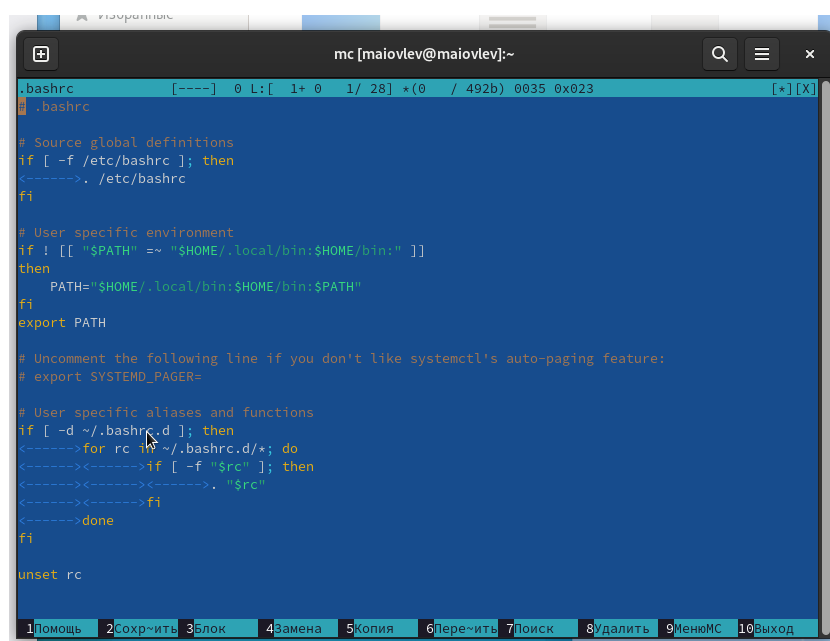 Избранные
mc [maiovlev@maiovlev]:~
.bashrc            [----]  0 L:[  1+ 0   1/ 28] *(0   / 492b) 0035 0x023                      [*][X]
# .bashrc
# Source global definitions
if [ -f /etc/bashrc ]; then
<------>. /etc/bashrc
fi
# User specific environment
if ! [[ "$PATH" =~ "$HOME/.local/bin:$HOME/bin:" ]]
then
    PATH="$HOME/.local/bin:$HOME/bin:$PATH"
fi
export PATH
# Uncomment the following line if you don't like systemctl's auto-paging feature:
# export SYSTEMD_PAGER=
# User specific aliases and functions
if [ -d ~/.bashrc.d ]; then
<------>for rc in ~/.bashrc.d/*; do
<------><------>if [ -f "$rc" ]; then
<------><------><------>. "$rc"
<------><------>fi
<------>done
fi
unset rc
1Помощь  2Сохр~ить 3Блок  4Замена  5Копия  6Пере~ить 7Поиск  8Удалить  9МенюМС  10Выход